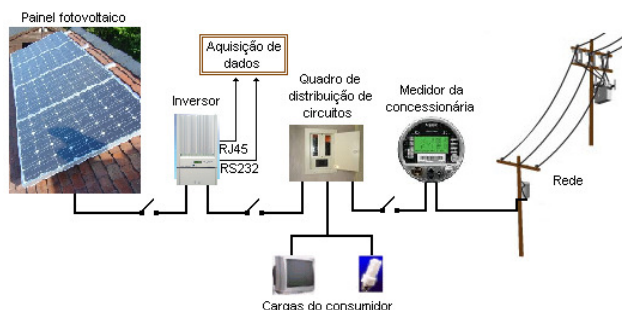 Painel fotovoltaico
Aquisição de
dados
Inversor
RJ45
RS232
Quadro de
distribuição de
circuitos
Medidor da
concessionária
Rede
Cargas do consumidor